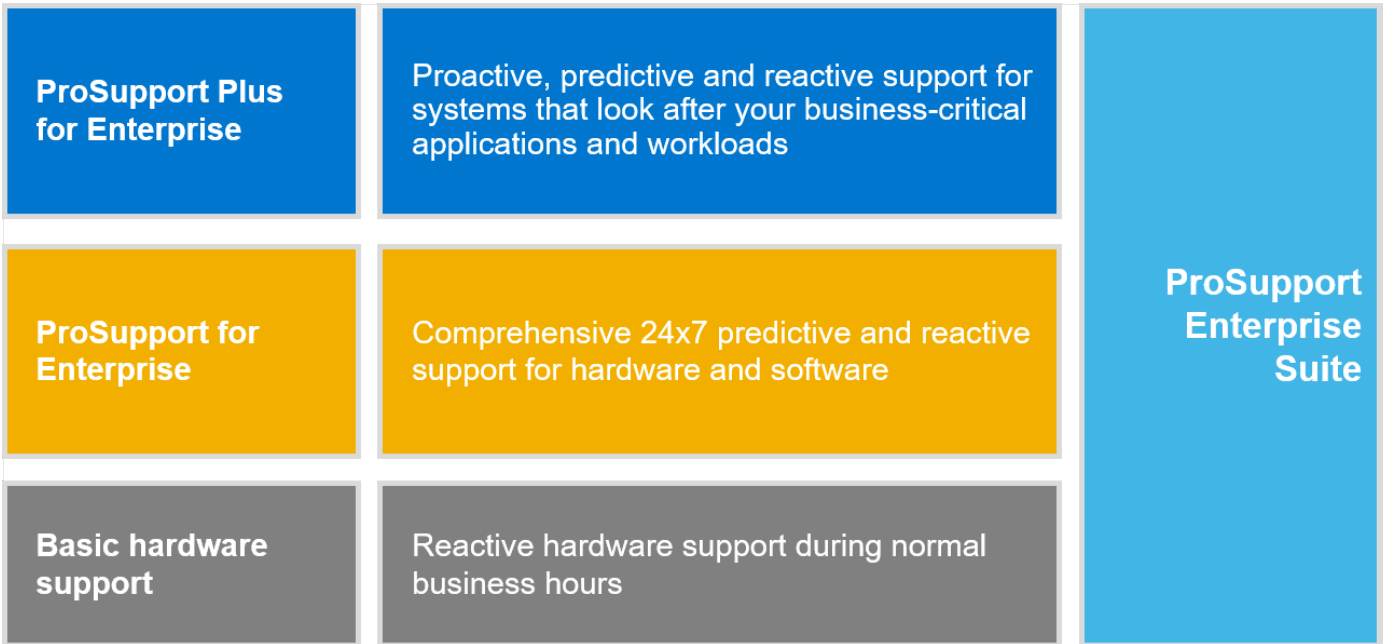 ProSupport Plus
for Enterprise
Proactive, predictive and reactive support for
systems that look after your business-critical
applications and workloads
ProSupport for
Enterprise
Comprehensive 24x7 predictive and reactive
support for hardware and software
Basic hardware
support
Reactive hardware support during normal
business hours
ProSupport
Enterprise
Suite